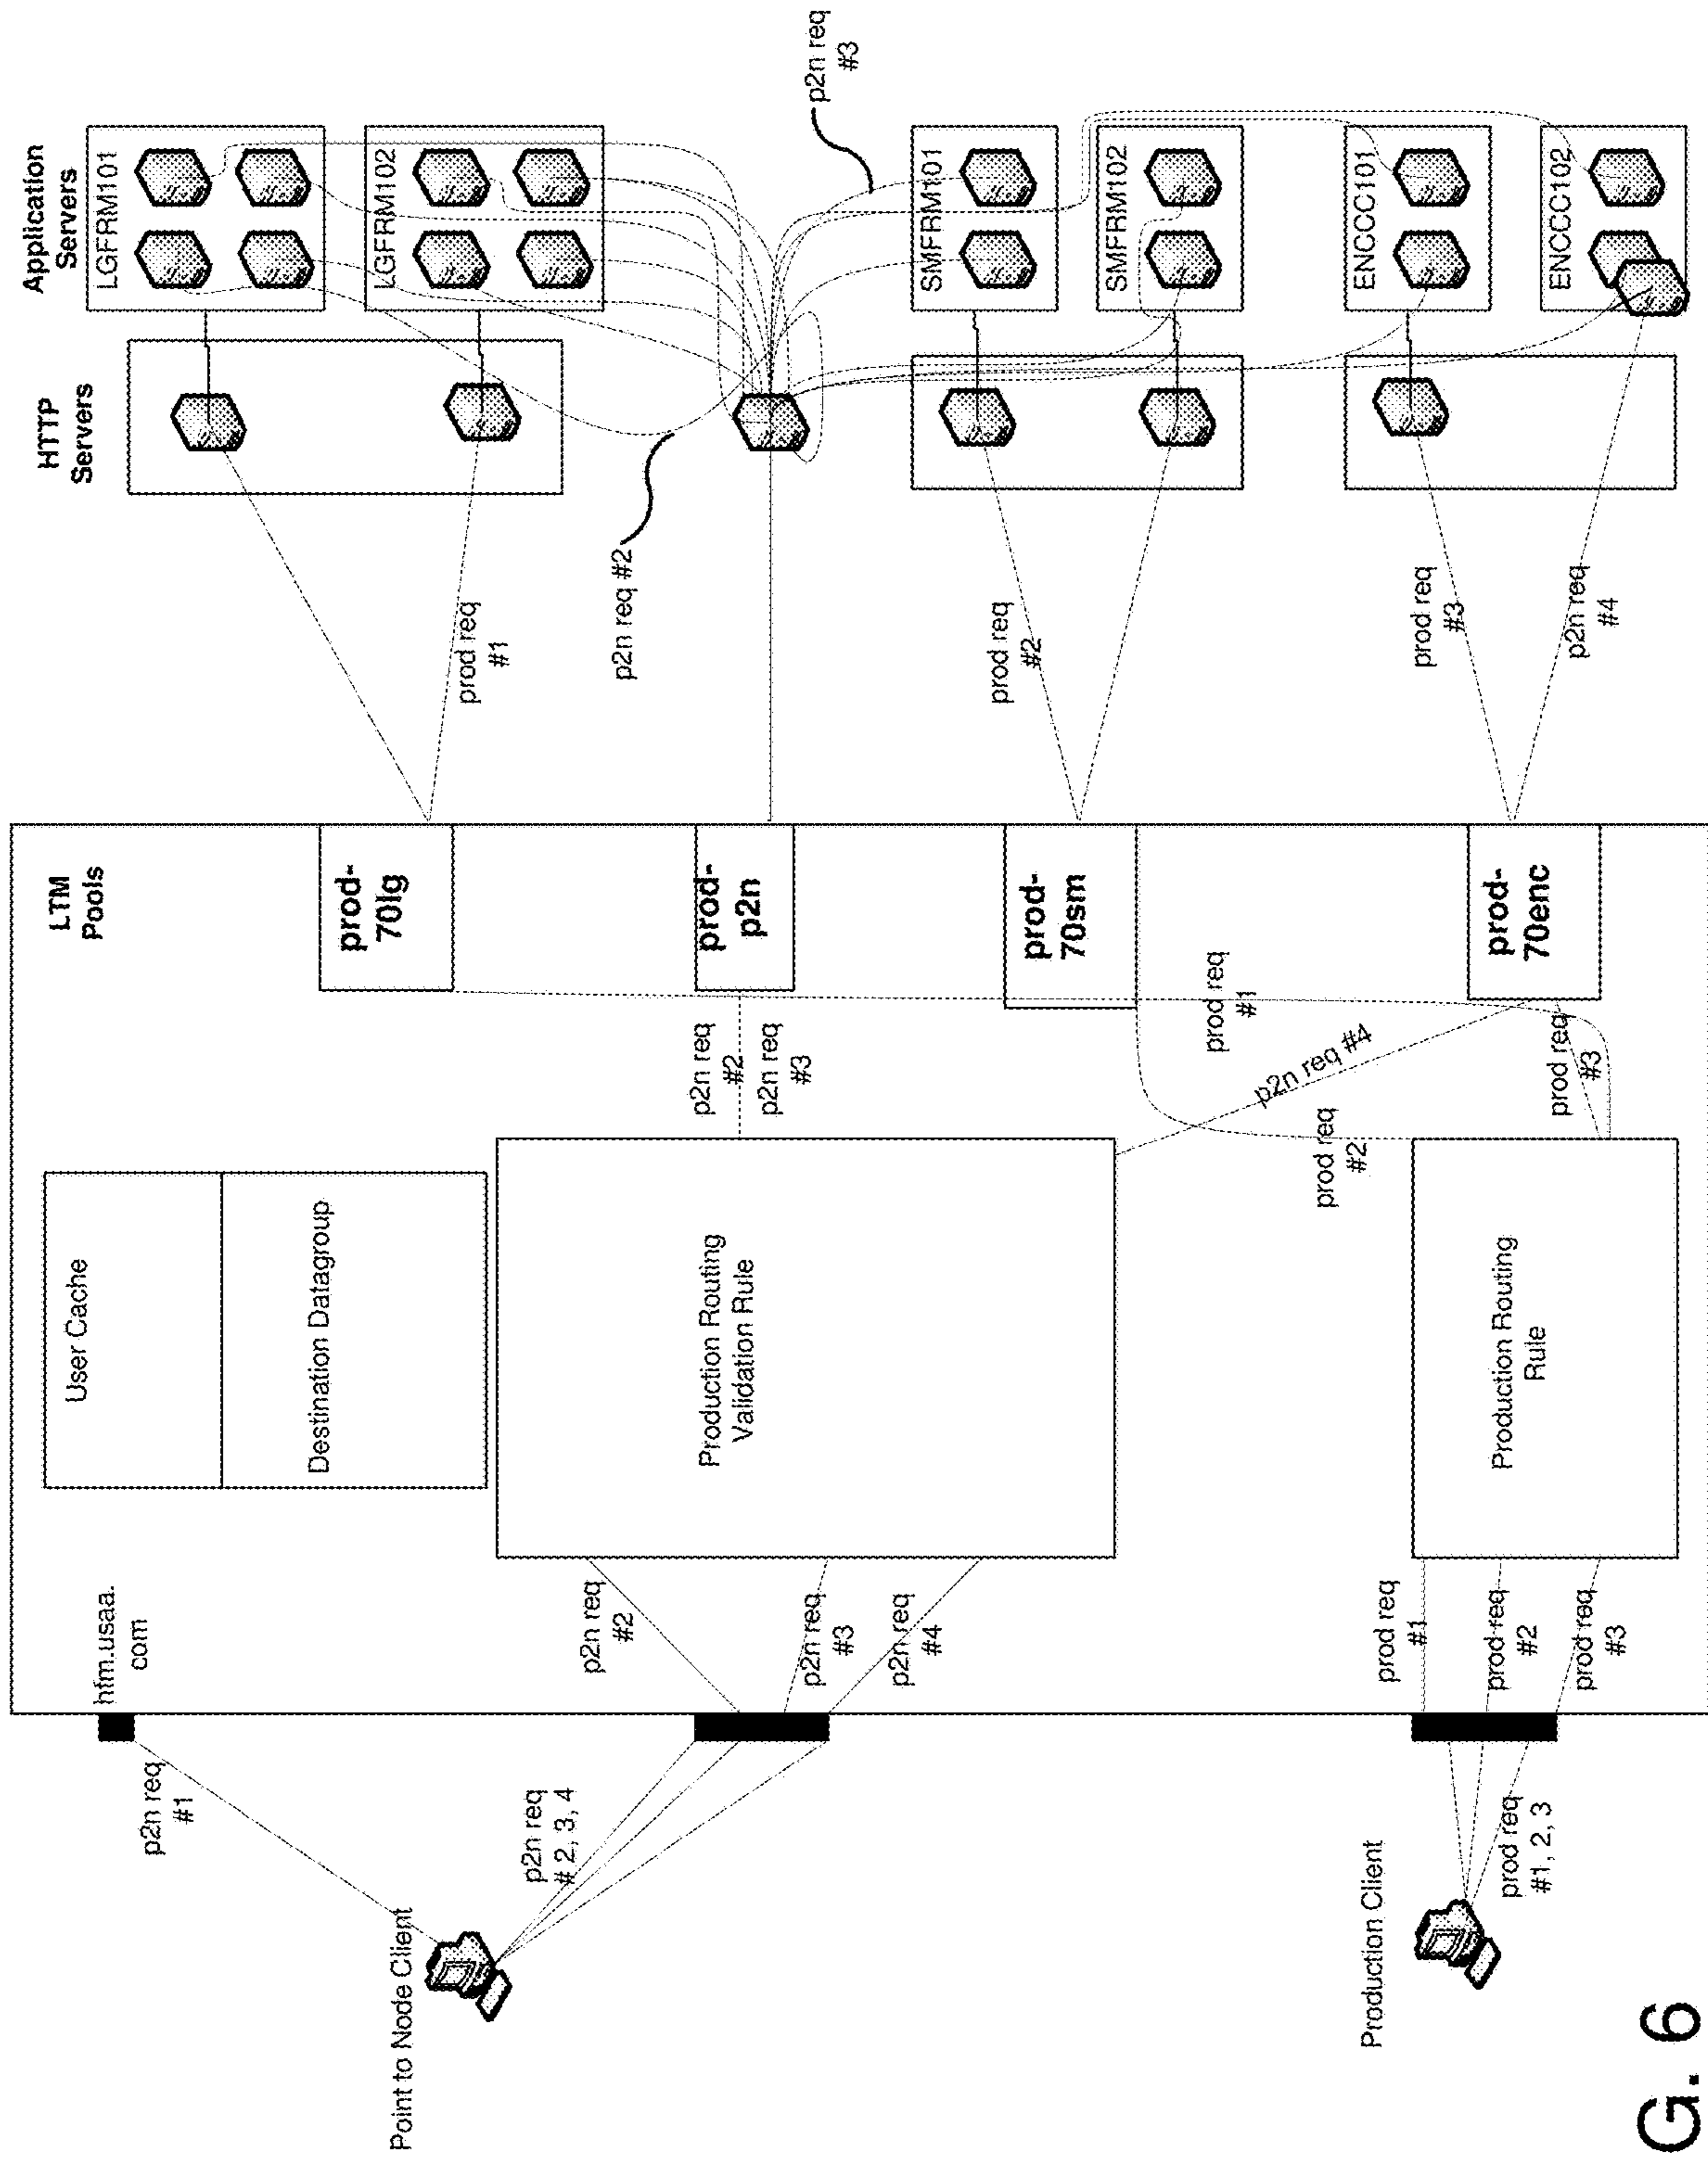 Point to Node Client
p2n req
#1
p2n req
# 2, 3, 4
Production Client
prod req
#1, 2, 3
hfm.usaa.
com
User Cache
Destination Datagroup
p2n req
#2
p2n req
#3
p2n req
#4
Production Routing
Validation Rule
prod req
#1
prod req
#2
prod req
#3
Production Routing
Rule
p2n req
#2
p2n req
#3
p2n req #4
prod req
#1
prod req
#2
prod req
#3
LTM
Pools
prod-
70lg
prod-
p2n
prod-
70sm
prod-
70enc
prod req
#1
p2n req #2
prod req
#2
prod req
#3
p2n req
#4
HTTP
Servers
Application
Servers
LGFRM101
LGFRM102
p2n req
#3
SMFRM101
SMFRM102
ENCCC101
ENCCC102
G. 6